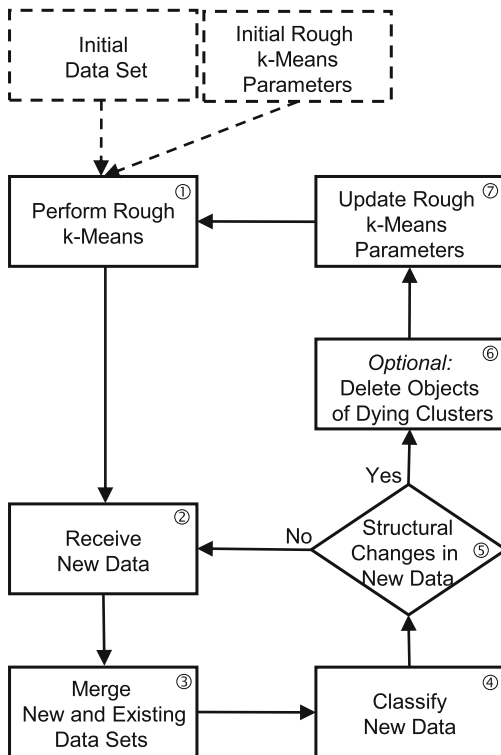 Initial
Data Set
Initial Rough
k-Means
Parameters
①
Perform Rough
k-Means
⑦
Update Rough
k-Means
Parameters
⑥
Optional:
Delete Objects
of Dying Clusters
Yes
No
Structural
Changes in
New Data
⑤
②
Receive
New Data
③
Merge
New and Existing
Data Sets
④
Classify
New Data